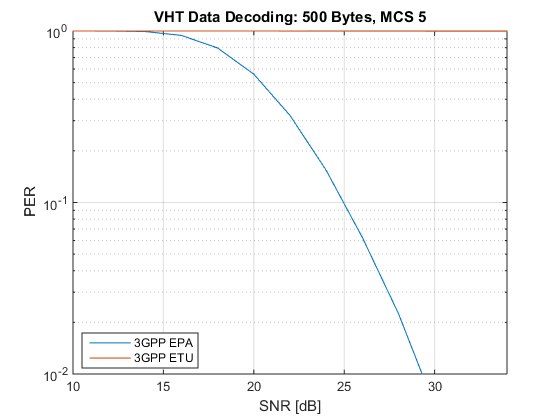 VHT Data Decoding: 500 Bytes, MCS 5
10^0
10^-1
10^-2
PER
3GPP EPA
3GPP ETU
10 15 20 25 30
SNR [dB]